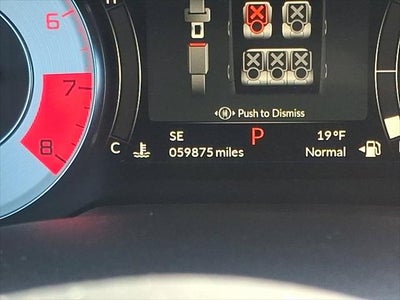 6
7
8
H
C
Push to Dismiss
SE P 19°F
059875 miles Normal